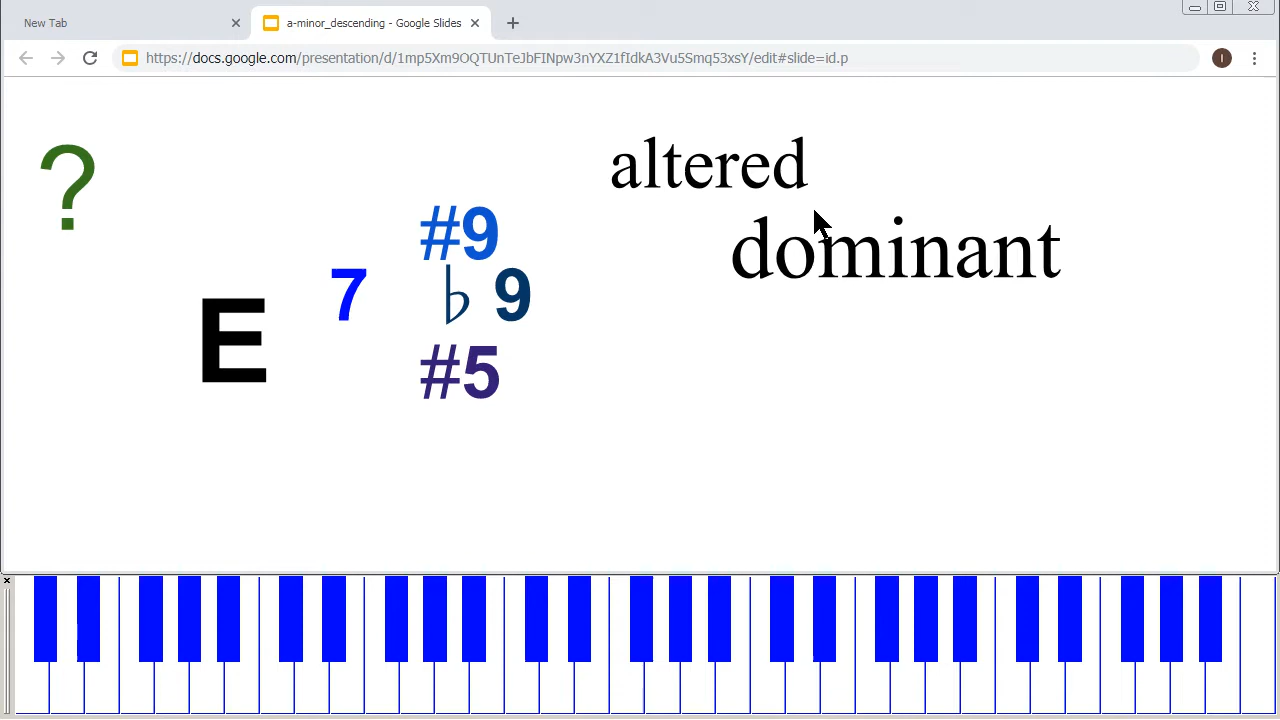 New Tab
a-minor_descending - Google Slides
https://docs.google.com/presentation/d/1mp5Xm9OQTUnTeJbFINpw3nYXZ1fIdkA3Vu5Smq53xsY/edit#slide=id.p
I
?
altered
dominant
#9
7 ♭ 9
E
#5